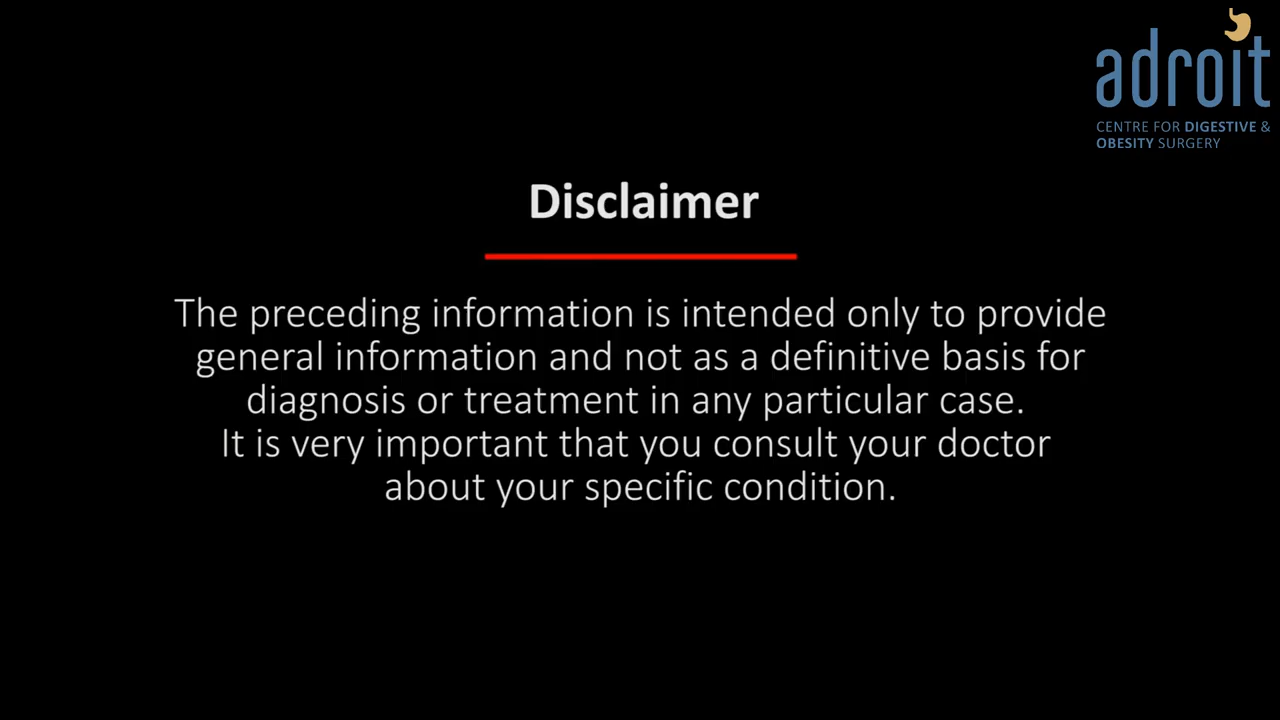 adroit
CENTRE FOR DIGESTIVE &
OBESITY SURGERY
Disclaimer
The preceding information is intended only to provide
general information and not as a definitive basis for
diagnosis or treatment in any particular case.
It is very important that you consult your doctor
about your specific condition.